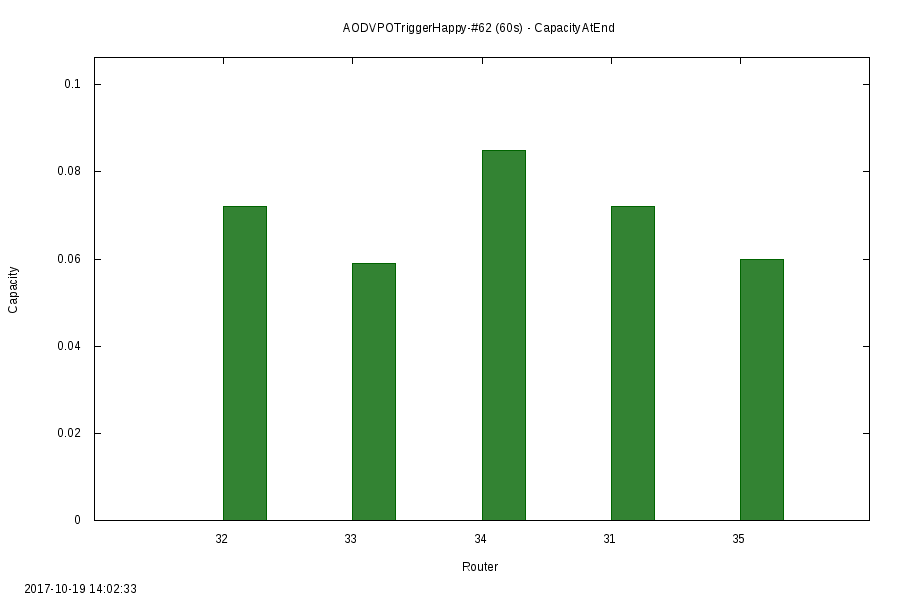 AODVPOTriggerHappy-#62 (60s) - CapacityAtEnd
0.1
0.08
0.06
0.04
0.02
0
Capacity
32 33 34 31 35
Router
2017-10-19 14:02:33